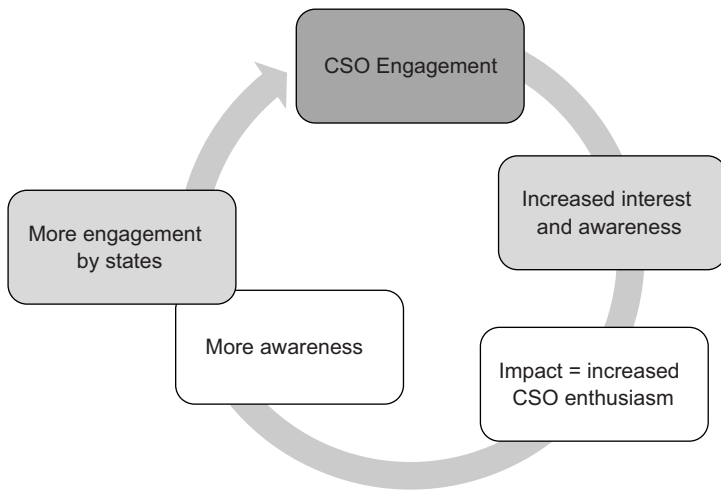 CSO Engagement
Increased interest
and awareness
Impact = increased
CSO enthusiasm
More awareness
More engagement
by states